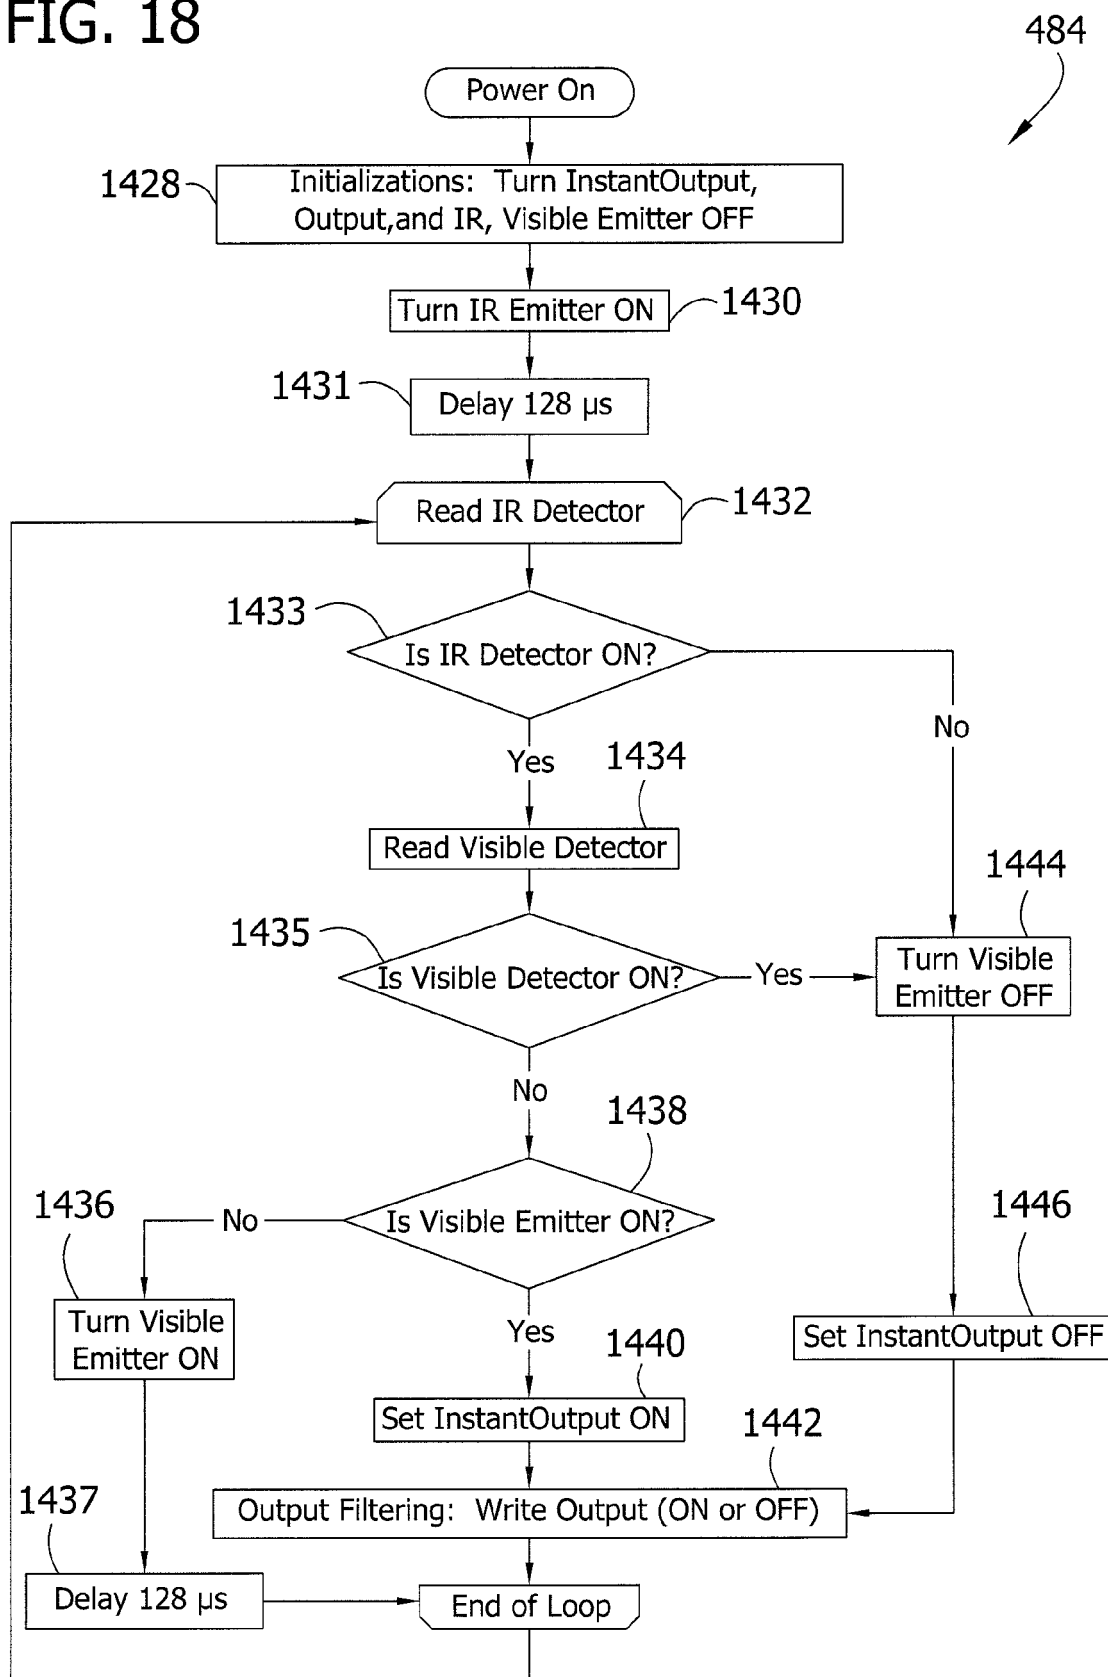 FIG. 18
484
Power On
1428
Initializations: Turn InstantOutput,
Output,and IR, Visible Emitter OFF
Turn IR Emitter ON
1430
1431
Delay 128 µs
Read IR Detector
1432
1433
Is IR Detector ON?
No
Yes
1434
Read Visible Detector
1444
1435
Is Visible Detector ON?
Yes
Turn Visible
Emitter OFF
No
1438
1436
No
Is Visible Emitter ON?
1446
Turn Visible
Emitter ON
Yes
1440
Set InstantOutput OFF
Set InstantOutput ON
1442
1437
Output Filtering: Write Output (ON or OFF)
Delay 128 µs
End of Loop